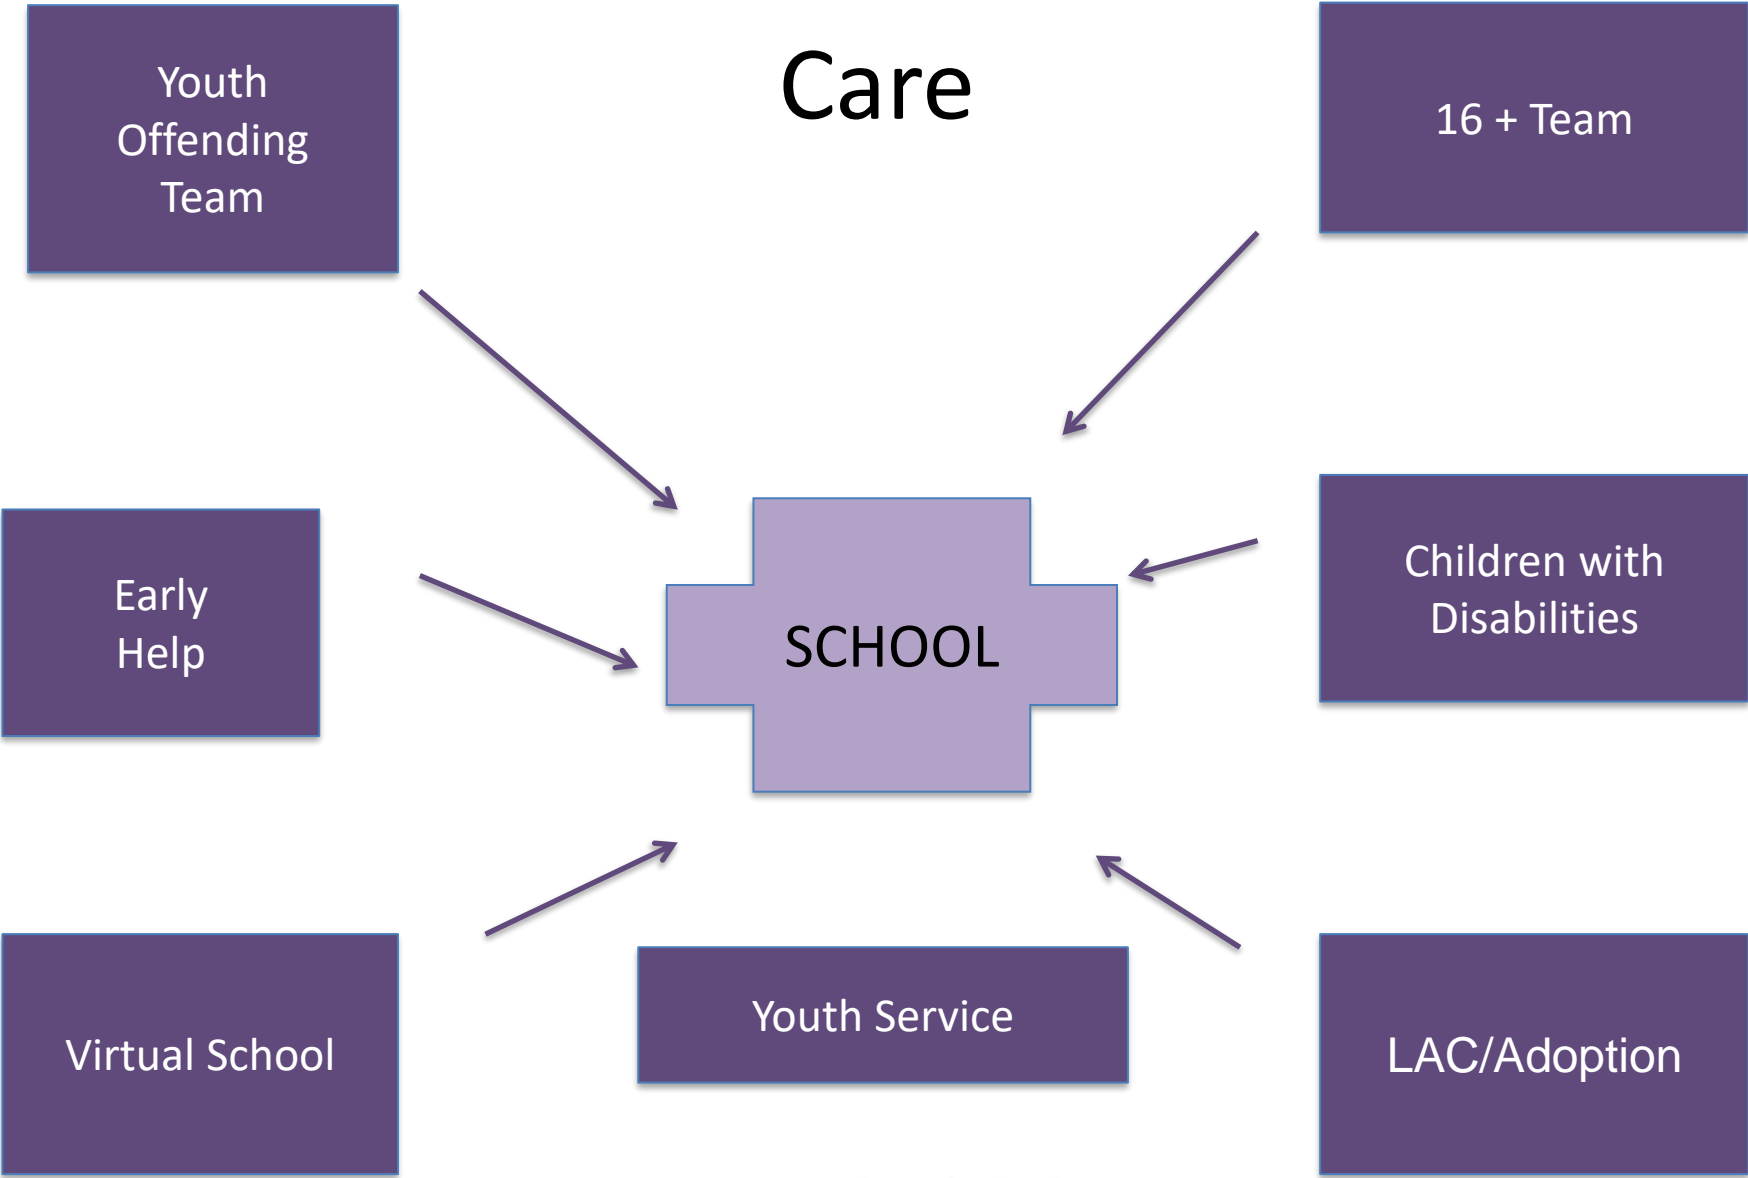 Care
Youth
Offending
Team
16 + Team
Early
Help
SCHOOL
Children with
Disabilities
Virtual School
Youth Service
LAC/Adoption